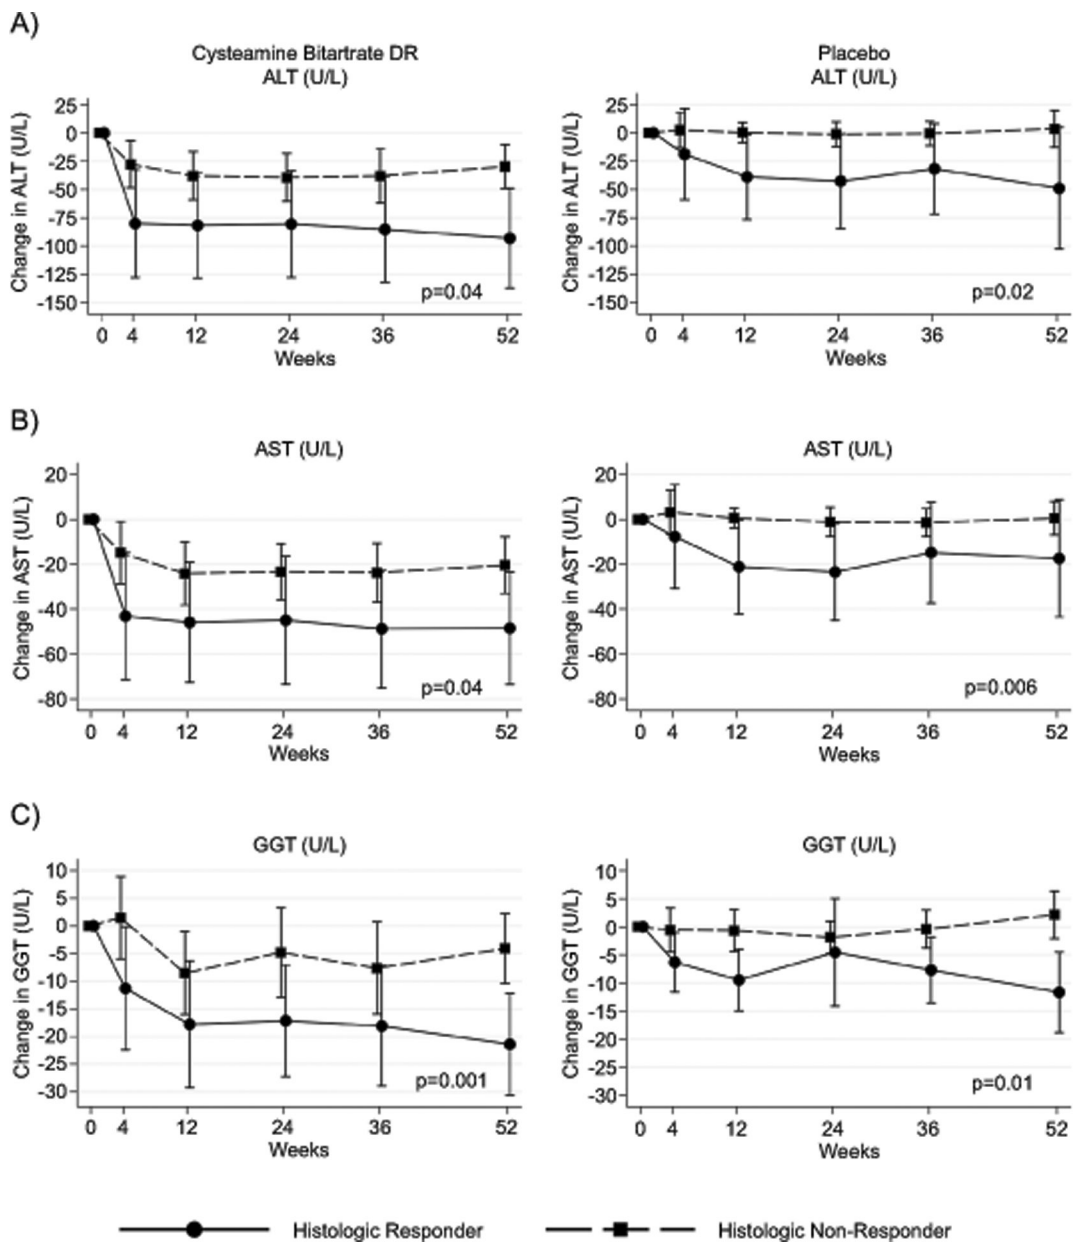 A)
Cysteamine Bitartrate DR
ALT (U/L)
Change in ALT (U/L)
25
0
-25
-50
-75
-100
-125
-150
p=0.04
0 4 12 24 36 52
Weeks
Placebo
ALT (U/L)
Change in ALT (U/L)
25
0
-25
-50
-75
-100
-125
-150
p=0.02
0 4 12 24 36 52
Weeks
B)
AST (U/L)
Change in AST (U/L)
20
0
-20
-40
-60
-80
p=0.04
0 4 12 24 36 52
Weeks
AST (U/L)
Change in AST (U/L)
20
0
-20
-40
-60
-80
p=0.006
0 4 12 24 36 52
Weeks
C)
GGT (U/L)
Change in GGT (U/L)
10
5
0
-5
-10
-15
-20
-25
-30
p=0.001
0 4 12 24 36 52
Weeks
GGT (U/L)
Change in GGT (U/L)
10
5
0
-5
-10
-15
-20
-25
-30
p=0.01
0 4 12 24 36 52
Weeks
Histologic Responder
Histologic Non-Responder